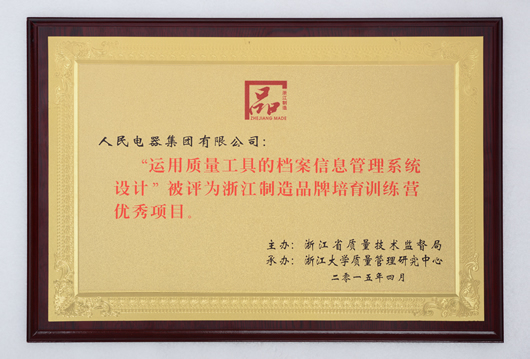 品
浙江制造
ZHEJIANG MADE
人民电器集团有限公司：
“运用质量工具的档案信息管理系统
设计”被评为浙江制造品牌培育训练营
优秀项目。
主办：浙江省质量技术监督局
承办：浙江大学质量管理研究中心
二零一五年四月